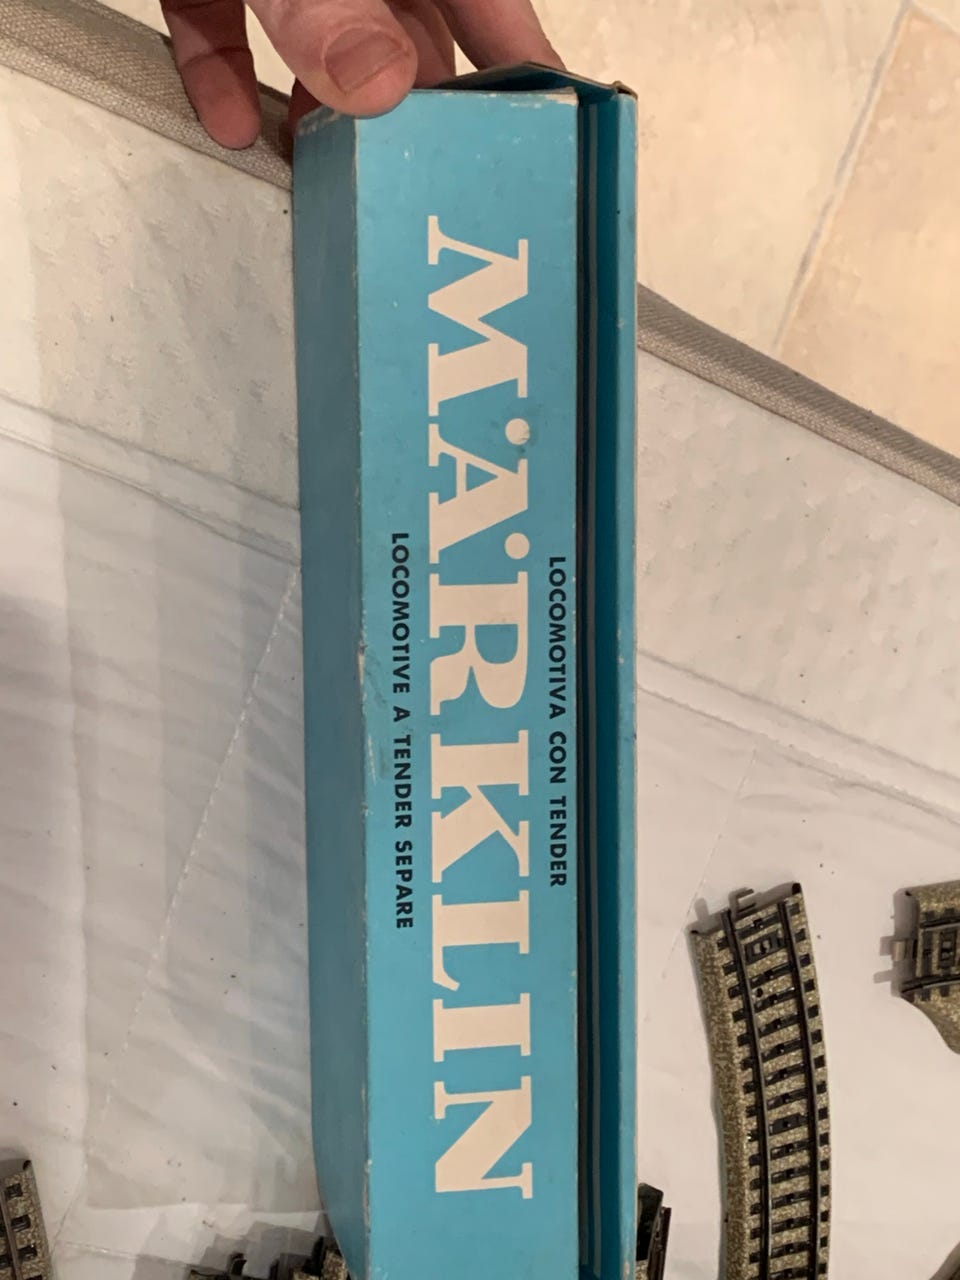 LOCOMOTIVA CON TENDER
MÄRKLIN
LOCOMOTIVE A TENDER SEPARE